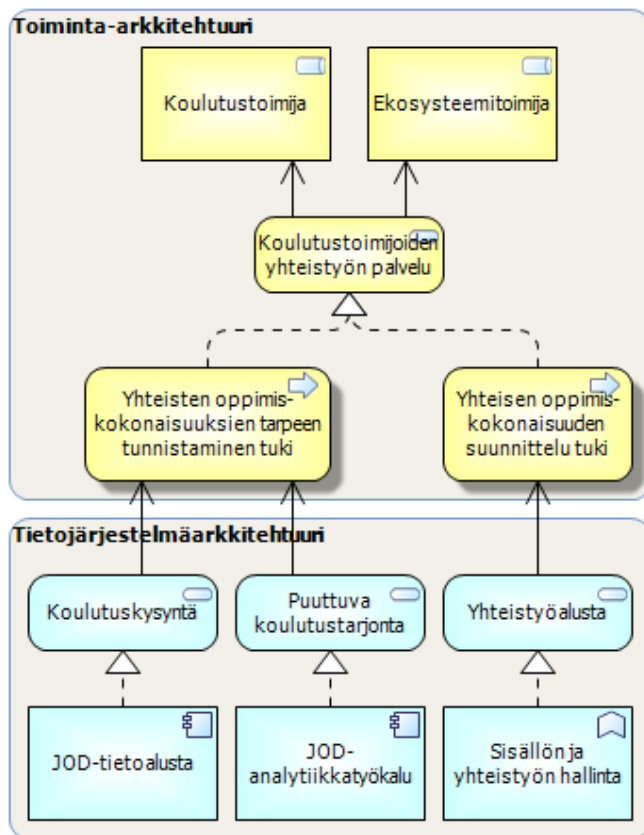 Toiminta-arkkitehtuuri
Koulutustoimija
Ekosysteemitoimija
Koulutustoimijoiden
yhteistyön palvelu
Yhteisten oppimis-
kokonaisuuksien tarpeen
tunnistaminen tuki
Yhteisen oppimis-
kokonaisuuden
suunnittelu tuki
Tietojärjestelmäarkkitehtuuri
Koulutuskysyntä
Puuttuva
koulutustarjonta
Yhteistyöalusta
JOD-tietoalusta
JOD-
analytiikkatyökalu
Sisällön ja
yhteistyön hallinta